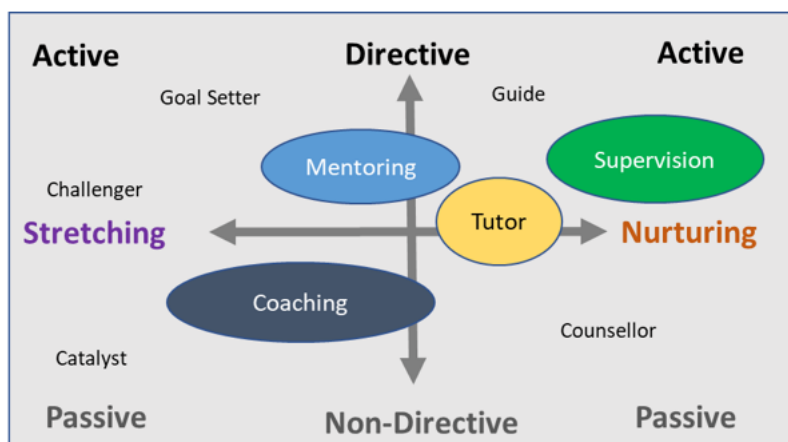 Active
Directive
Active
Goal Setter
Guide
Mentoring
Supervision
Challenger
Stretching
Tutor
Nurturing
Coaching
Counsellor
Catalyst
Passive
Non-Directive
Passive